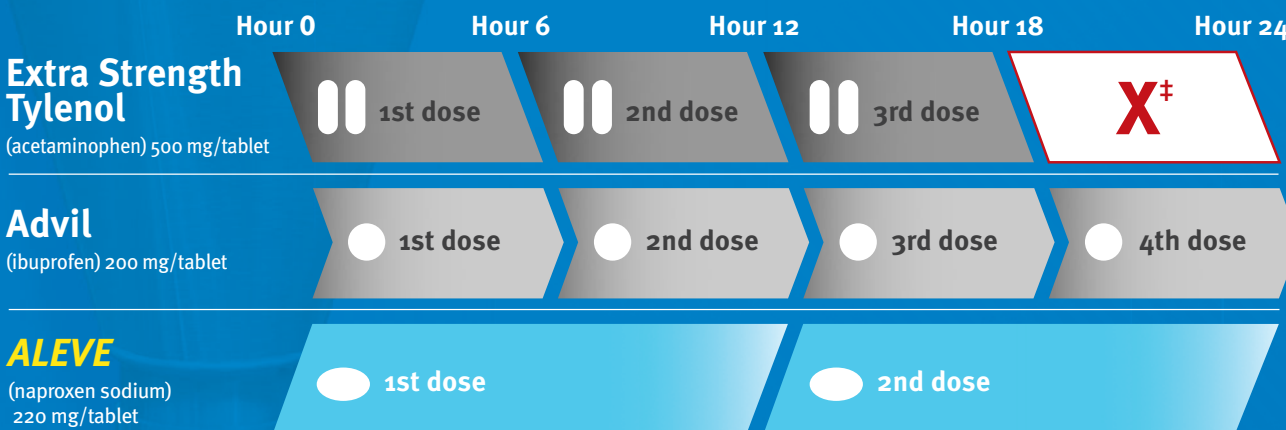 Hour 0 Hour 6 Hour 12 Hour 18 Hour 24
Extra Strength
Tylenol
(acetaminophen) 500 mg/tablet
1st dose 2nd dose 3rd dose X‡
Advil
(ibuprofen) 200 mg/tablet
1st dose 2nd dose 3rd dose 4th dose
ALEVE
(naproxen sodium)
220 mg/tablet
1st dose 2nd dose